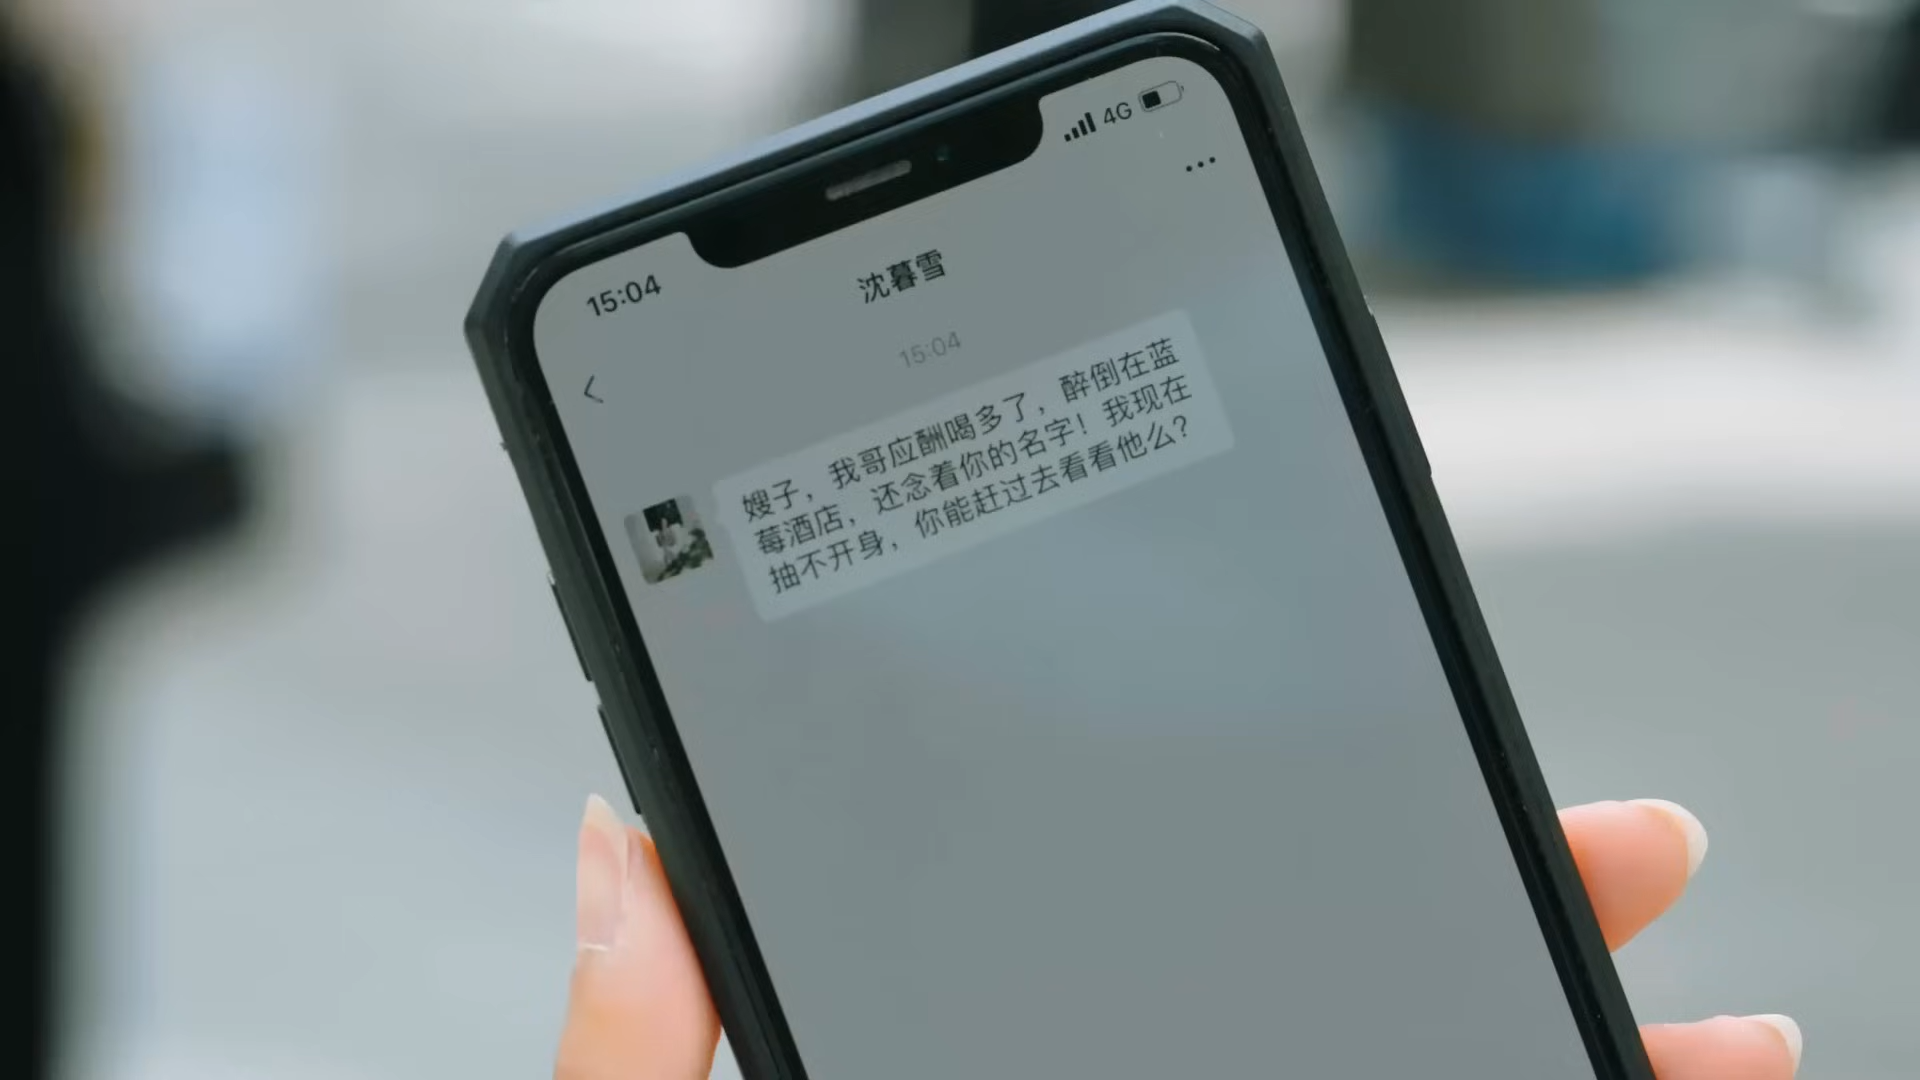 15:04
4G
沈暮雪
15:04
嫂子，我哥应酬喝多了，醉倒在蓝
莓酒店，还念着你的名字！我现在
抽不开身，你能赶过去看看他么？